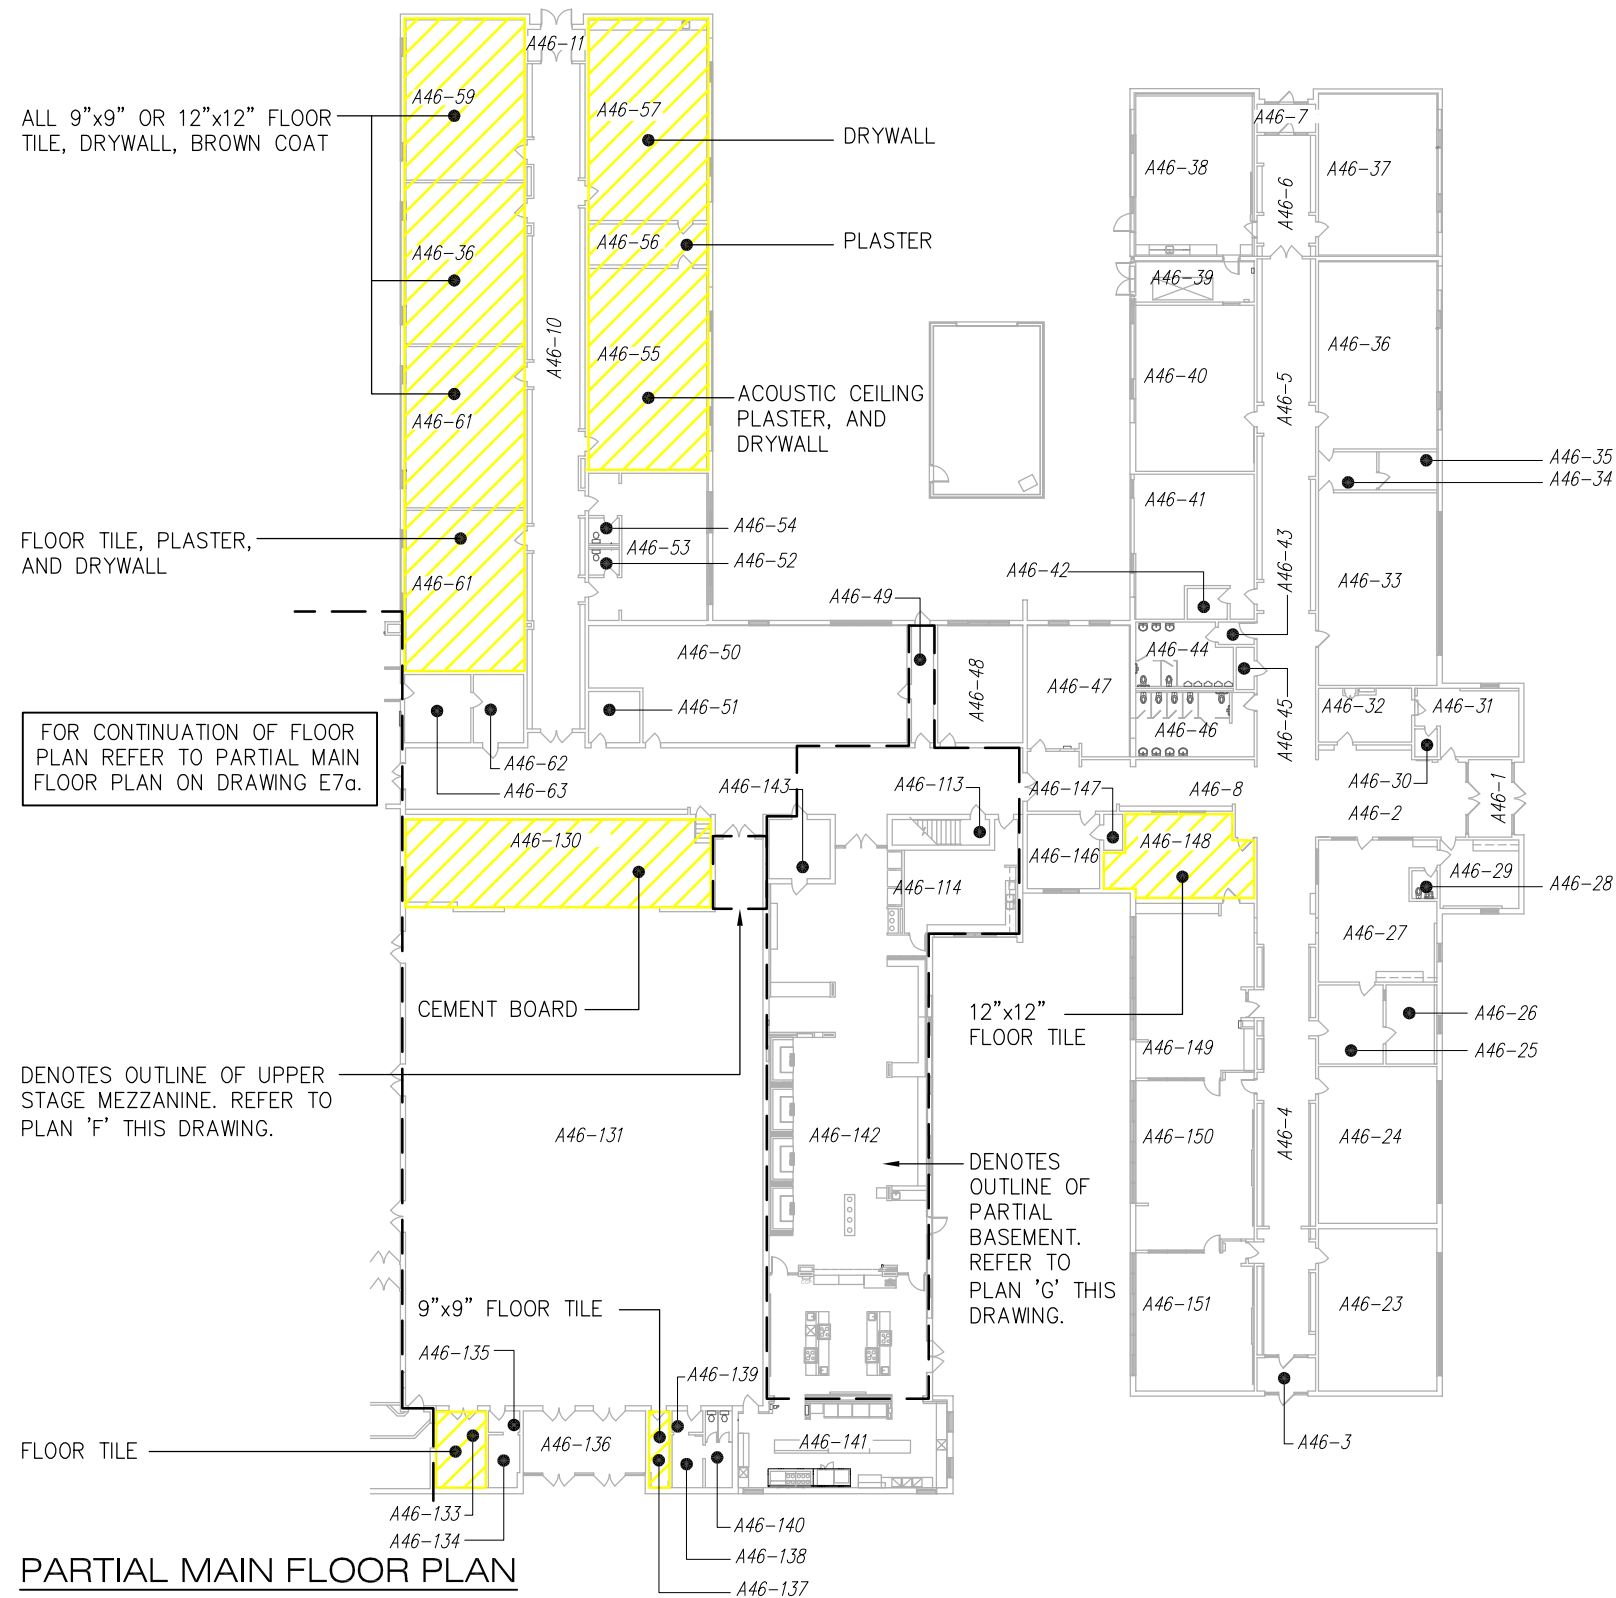 A46-11
A46-59
A46-57
ALL 9”x9” OR 12”x12” FLOOR
TILE, DRYWALL, BROWN COAT
DRYWALL
A46-7
A46-38
A46-37
A46-6
A46-36
A46-56
PLASTER
A46-39
A46-10
A46-55
A46-36
A46-40
A46-5
A46-61
ACOUSTIC CEILING
PLASTER, AND
DRYWALL
A46-35
A46-34
A46-41
FLOOR TILE, PLASTER,
AND DRYWALL
A46-54
A46-53
A46-52
A46-61
A46-42
A46-43
A46-33
A46-49
A46-50
A46-48
A46-47
A46-44
A46-51
A46-45
A46-46
A46-32
A46-31
FOR CONTINUATION OF FLOOR
PLAN REFER TO PARTIAL MAIN
FLOOR PLAN ON DRAWING E7a.
A46-62
A46-63
A46-143
A46-113
A46-147
A46-8
A46-30
A46-2
A46-1
A46-130
A46-146
A46-148
A46-114
A46-29
A46-28
A46-27
CEMENT BOARD
12”x12”
FLOOR TILE
A46-26
A46-25
A46-149
DENOTES OUTLINE OF UPPER
STAGE MEZZANINE. REFER TO
PLAN 'F' THIS DRAWING.
A46-131
A46-142
A46-150
A46-4
A46-24
DENOTES
OUTLINE OF
PARTIAL
BASEMENT.
REFER TO
PLAN 'G' THIS
DRAWING.
A46-151
A46-23
9”x9” FLOOR TILE
A46-135
A46-139
FLOOR TILE
A46-136
A46-141
A46-3
A46-133
A46-134
A46-140
A46-138
A46-137
PARTIAL MAIN FLOOR PLAN